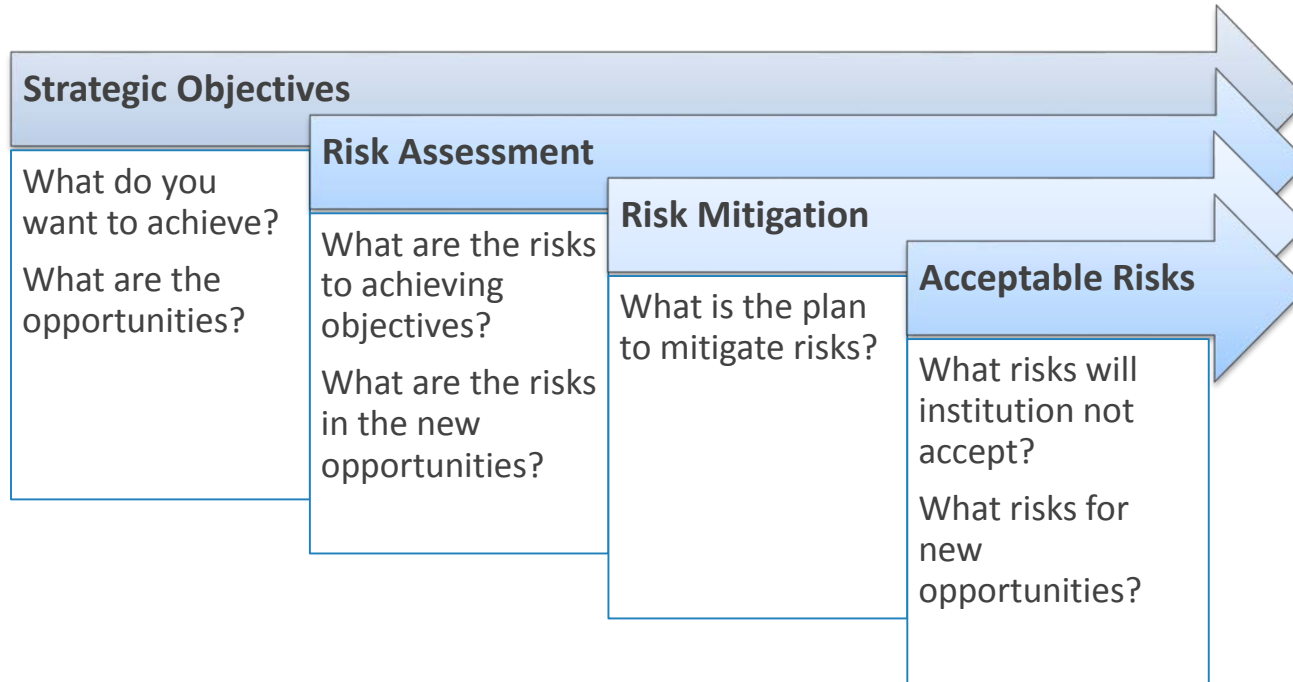 Strategic Objectives
What do you
want to achieve?
What are the
opportunities?
Risk Assessment
What are the risks
to achieving
objectives?
What are the risks
in the new
opportunities?
Risk Mitigation
What is the plan
to mitigate risks?
Acceptable Risks
What risks will
institution not
accept?
What risks for
new
opportunities?